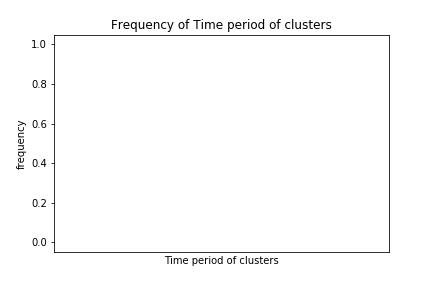 Frequency of Time period of clusters
1.0
0.8
0.6
frequency
0.4
0.2
0.0
Time period of clusters